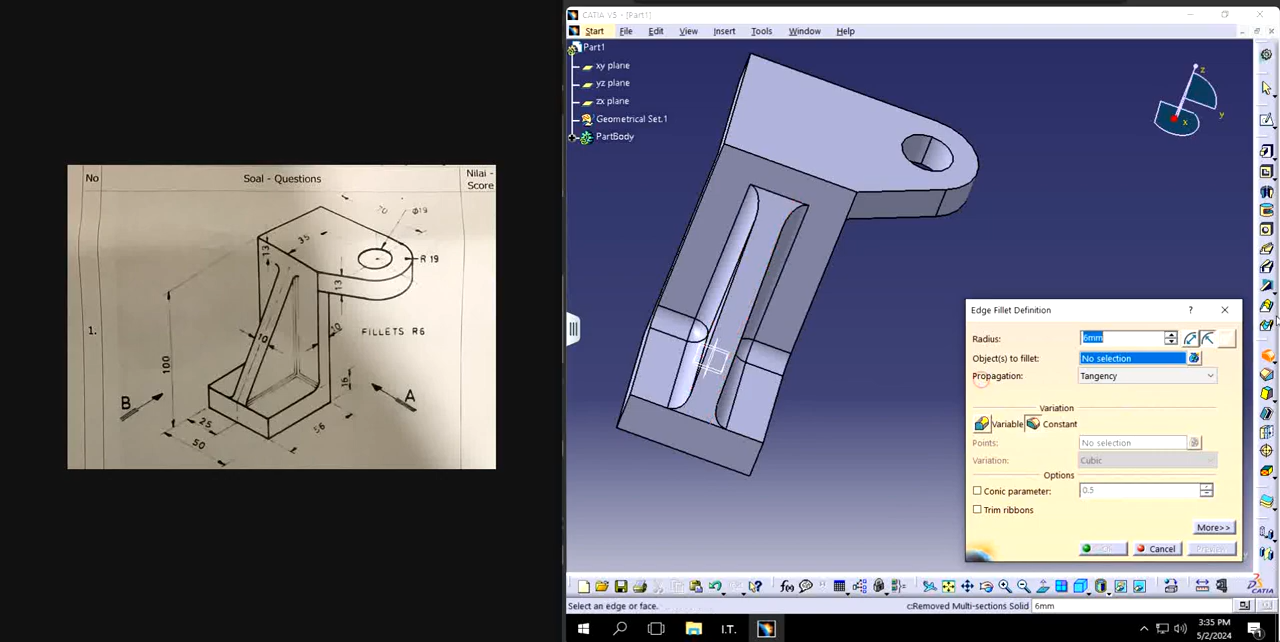 No
Soal - Questions
Nilai -
Score
1.
70
Ø19
35
13
R 19
13
FILLETS R6
10
10
100
16
A
B
25
50
56
CATIA V5 - [Part1]
Start File Edit View Insert Tools Window Help
Part1
xy plane
yz plane
zx plane
Geometrical Set.1
PartBody
z
y
x
Edge Fillet Definition
?
Radius: 6mm
Object(s) to fillet: No selection
Propagation: Tangency
Variation
Variable Constant
Points: No selection
Variation: Cubic
Options
Conic parameter: 0.5
Trim ribbons
More>>
Cancel
Select an edge or face.
c:Removed Multi-sections Solid 6mm
CATIA
I.T.
3:35 PM
5/2/2024